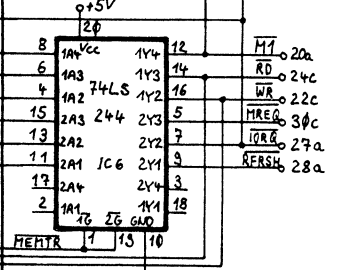 +5V
20
8 1A4 Vcc 1Y4 12 M1 20a
6 1A3 1Y3 14 RD 24c
4 1A2 74LS 1Y2 16 WR 22c
15 2A3 244 2Y3 5 MREQ 30c
13 2A2 2Y2 7 IORQ 27a
11 2A1 IC6 2Y1 9 RFRSH 28a
17 2A4 2Y4 3
2 1A1 1Y1 18
1G 2G GND
MEMTR 1 19 10